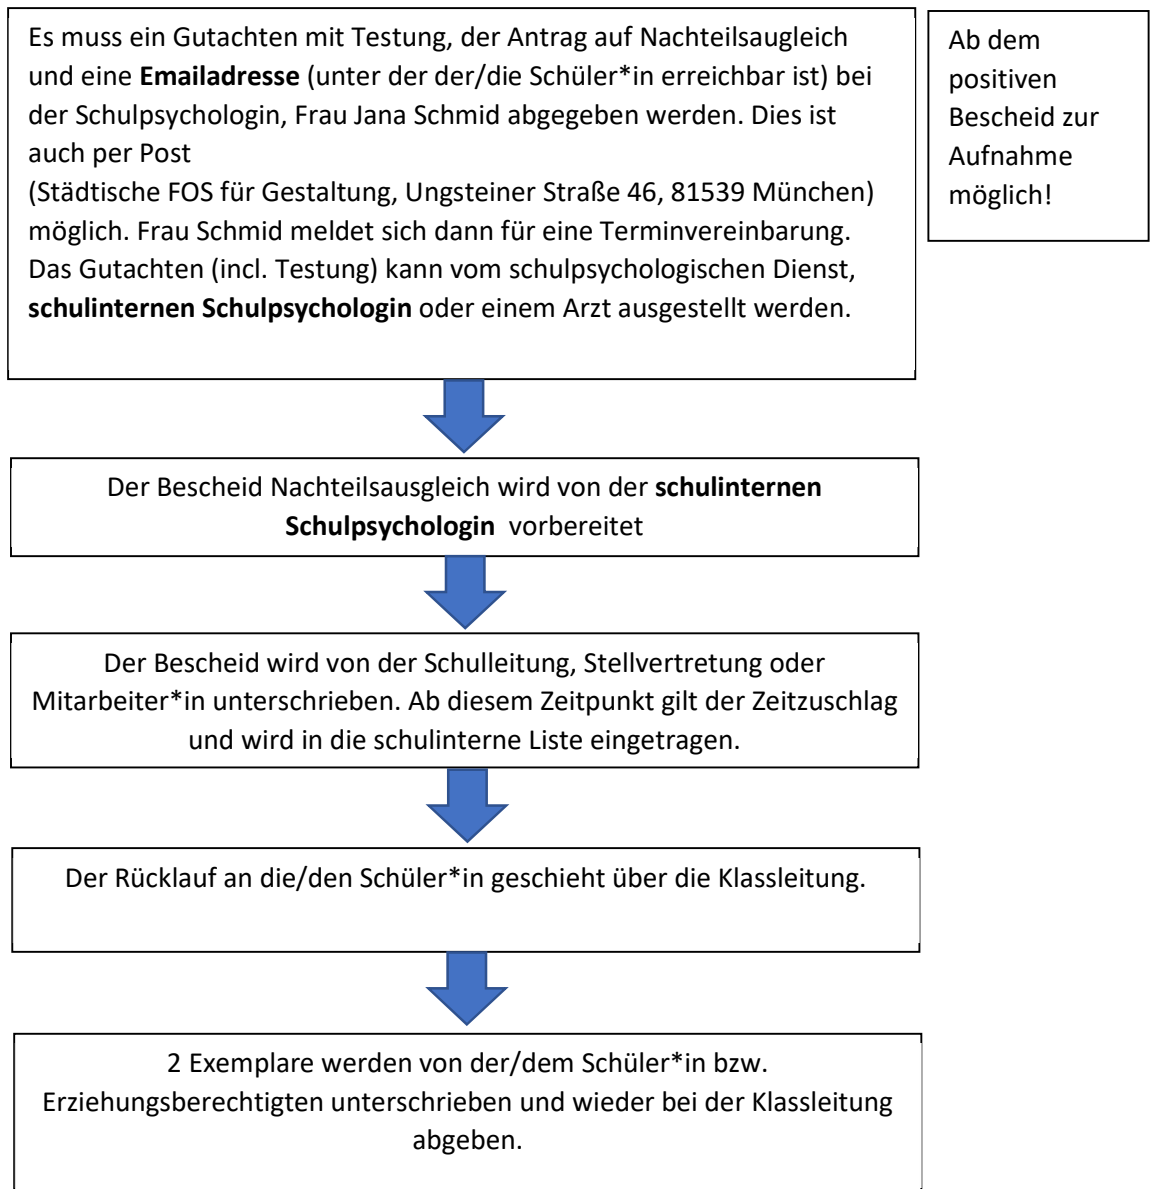 Es muss ein Gutachten mit Testung, der Antrag auf Nachteilsaugleich
und eine Emailadresse (unter der der/die Schüler*in erreichbar ist) bei
der Schulpsychologin, Frau Jana Schmid abgegeben werden. Dies ist
auch per Post
(Städtische FOS für Gestaltung, Ungsteiner Straße 46, 81539 München)
möglich. Frau Schmid meldet sich dann für eine Terminvereinbarung.
Das Gutachten (incl. Testung) kann vom schulpsychologischen Dienst,
schulinternen Schulpsychologin oder einem Arzt ausgestellt werden.
Ab dem
positiven
Bescheid zur
Aufnahme
möglich!
Der Bescheid Nachteilsausgleich wird von der schulinternen
Schulpsychologin vorbereitet
Der Bescheid wird von der Schulleitung, Stellvertretung oder
Mitarbeiter*in unterschrieben. Ab diesem Zeitpunkt gilt der Zeitzuschlag
und wird in die schulinterne Liste eingetragen.
Der Rücklauf an die/den Schüler*in geschieht über die Klassleitung.
2 Exemplare werden von der/dem Schüler*in bzw.
Erziehungsberechtigten unterschrieben und wieder bei der Klassleitung
abgeben.